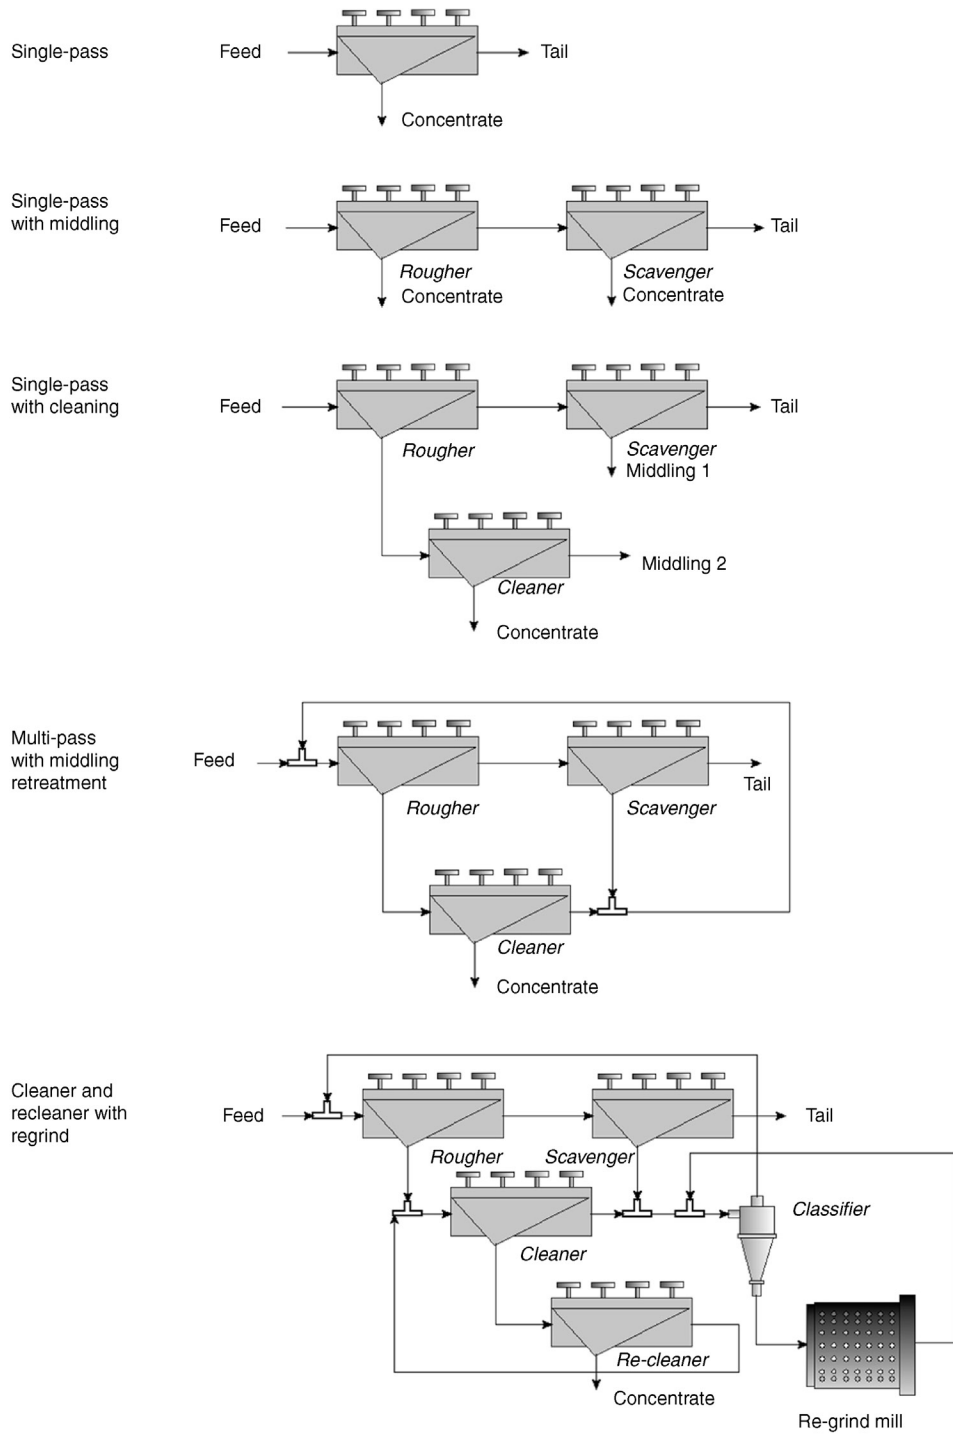 Single-pass
Feed
Tail
Concentrate
Single-pass
with middling
Feed
Tail
Rougher
Concentrate
Scavenger
Concentrate
Single-pass
with cleaning
Feed
Tail
Rougher
Scavenger
Middling 1
Middling 2
Cleaner
Concentrate
Multi-pass
with middling
retreatment
Feed
Tail
Rougher
Scavenger
Cleaner
Concentrate
Cleaner and
recleaner with
regrind
Feed
Tail
Rougher
Scavenger
Classifier
Cleaner
Re-cleaner
Concentrate
Re-grind mill